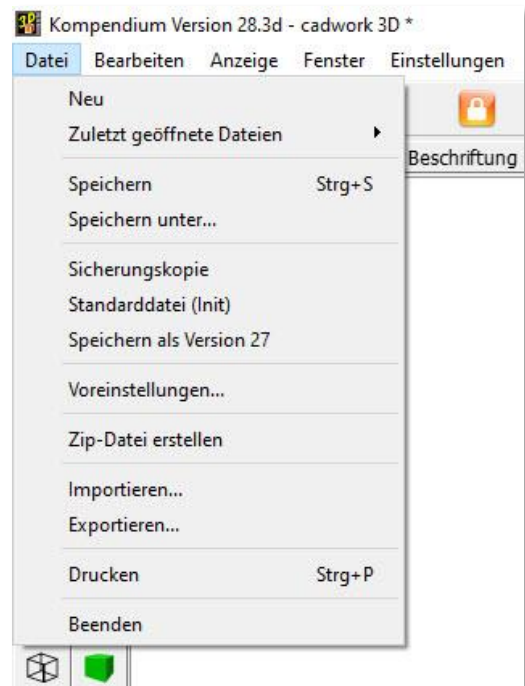 Kompendium Version 28.3d - cadwork 3D *
Datei Bearbeiten Anzeige Fenster Einstellungen
Neu
Zuletzt geöffnete Dateien
Beschriftung
Speichern Strg+S
Speichern unter...
Sicherungskopie
Standarddatei (Init)
Speichern als Version 27
Voreinstellungen...
Zip-Datei erstellen
Importieren...
Exportieren...
Drucken Strg+P
Beenden